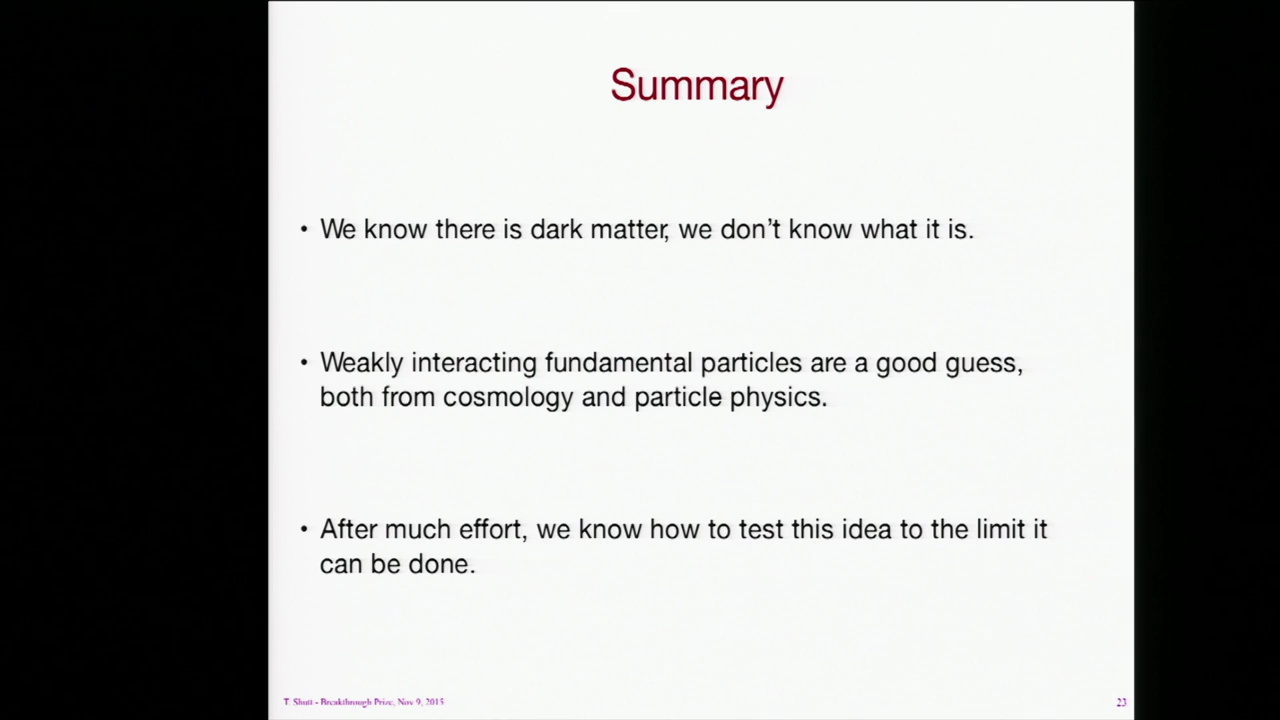 Summary
• We know there is dark matter, we don't know what it is.
• Weakly interacting fundamental particles are a good guess,
both from cosmology and particle physics.
• After much effort, we know how to test this idea to the limit it
can be done.
T. Shutt - Breakthrough Prize, Nov 9, 2015
23